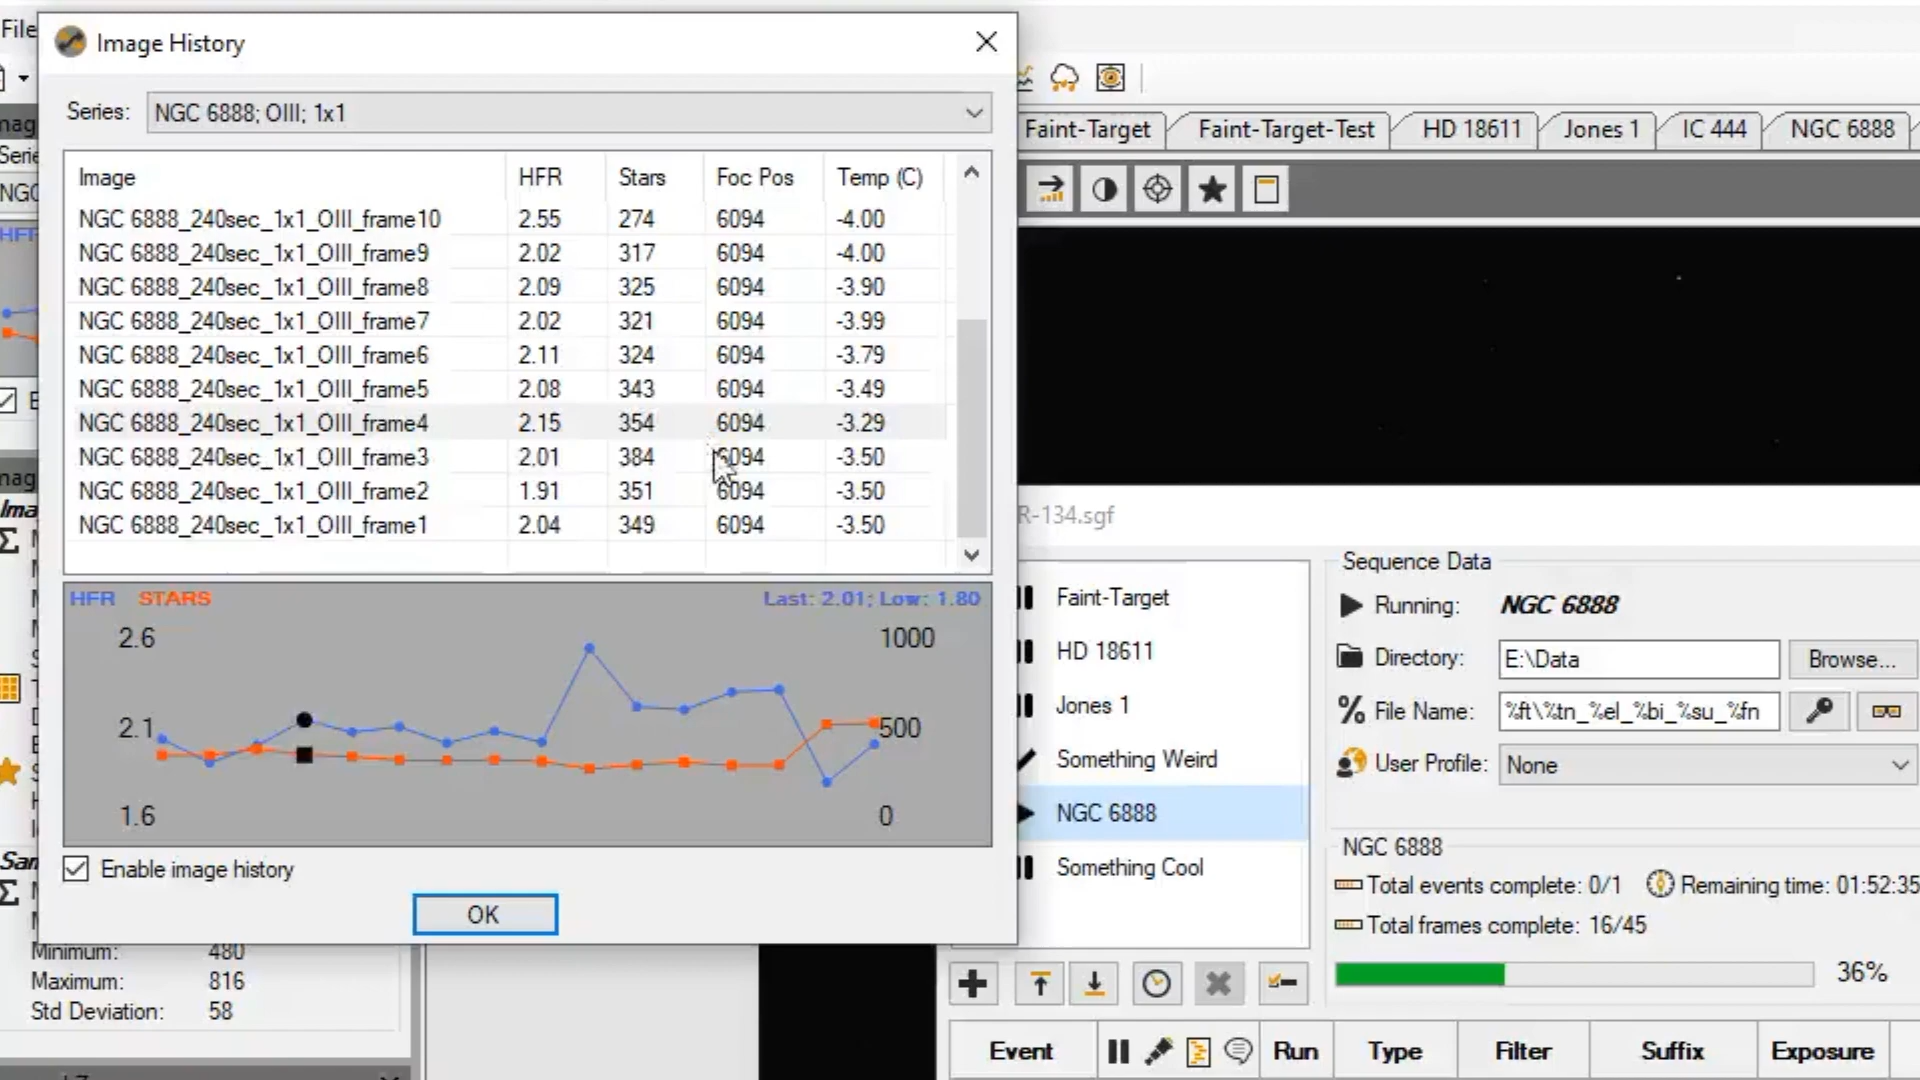 File
Image History
Series: NGC 6888; OIII; 1x1
Image HFR Stars Foc Pos Temp (C)
NGC 6888_240sec_1x1_OIII_frame10 2.55 274 6094 -4.00
NGC 6888_240sec_1x1_OIII_frame9 2.02 317 6094 -4.00
NGC 6888_240sec_1x1_OIII_frame8 2.09 325 6094 -3.90
NGC 6888_240sec_1x1_OIII_frame7 2.02 321 6094 -3.99
NGC 6888_240sec_1x1_OIII_frame6 2.11 324 6094 -3.79
NGC 6888_240sec_1x1_OIII_frame5 2.08 343 6094 -3.49
NGC 6888_240sec_1x1_OIII_frame4 2.15 354 6094 -3.29
NGC 6888_240sec_1x1_OIII_frame3 2.01 384 6094 -3.50
NGC 6888_240sec_1x1_OIII_frame2 1.91 351 6094 -3.50
NGC 6888_240sec_1x1_OIII_frame1 2.04 349 6094 -3.50
HFR STARS Last: 2.01; Low: 1.80
2.6 1000
2.1 500
1.6 0
Enable image history
OK
Minimum: 480
Maximum: 816
Std Deviation: 58
Faint-Target Faint-Target-Test HD 18611 Jones 1 IC 444 NGC 6888
R-134.sgf
Faint-Target
HD 18611
Jones 1
Something Weird
NGC 6888
Something Cool
Sequence Data
Running: NGC 6888
Directory: E:\Data Browse...
File Name: %ft\%tn_%el_%bi_%su_%fn
User Profile: None
NGC 6888
Total events complete: 0/1 Remaining time: 01:52:35
Total frames complete: 16/45
36%
Event Run Type Filter Suffix Exposure